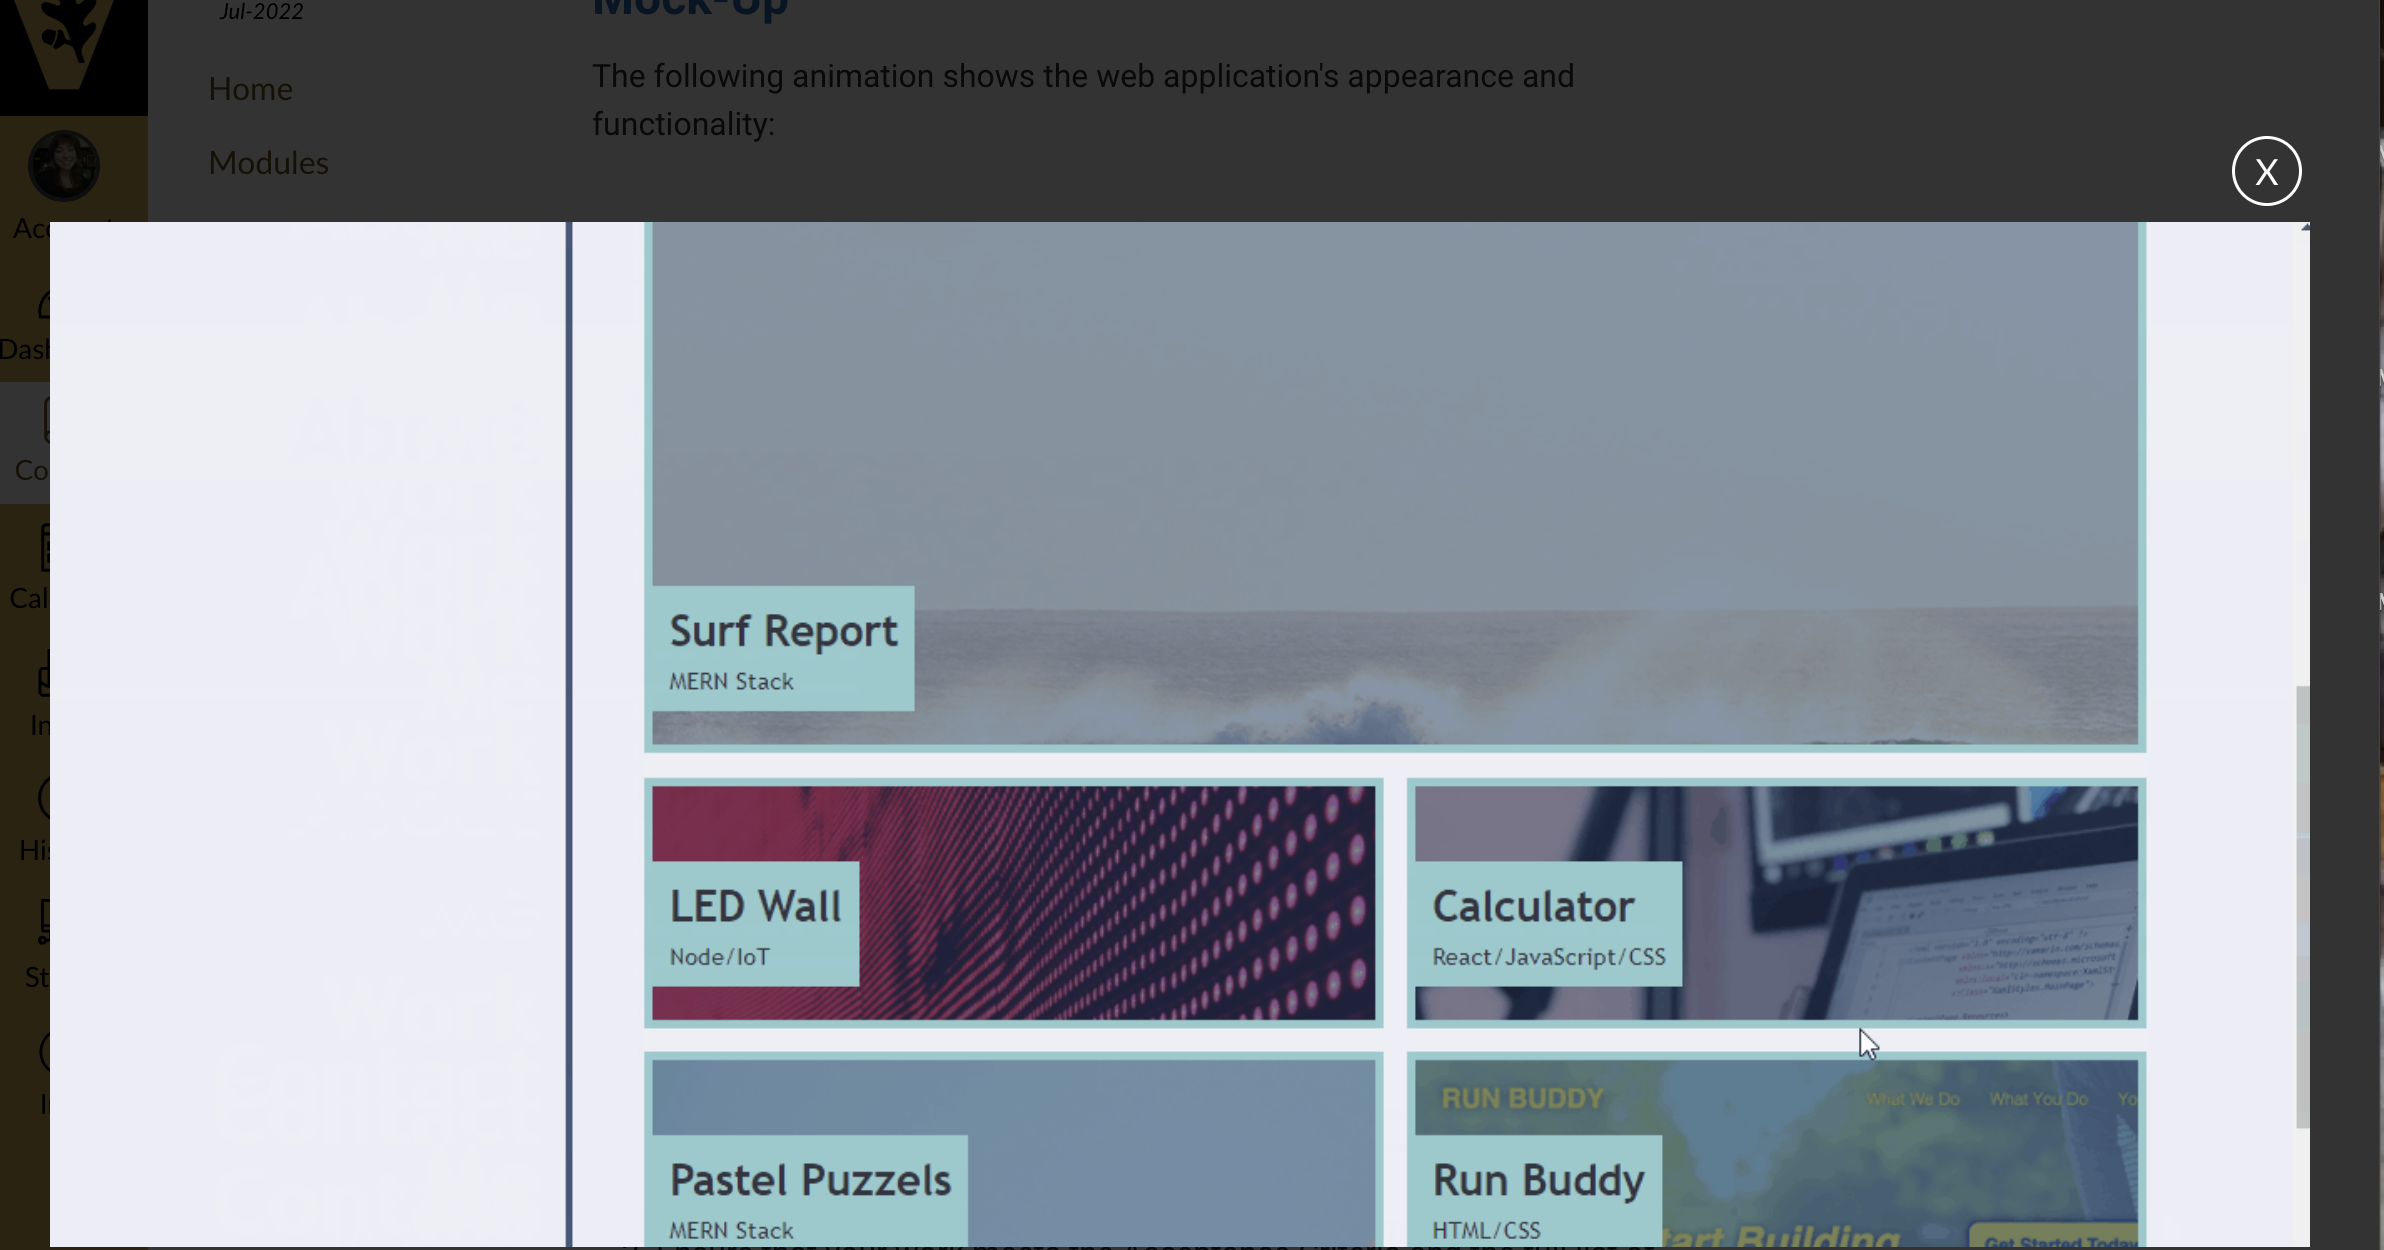 Jul-2022
Home
Modules
Mock-Up
The following animation shows the web application's appearance and
functionality:
X
Surf Report
MERN Stack
LED Wall
Node/IoT
Calculator
React/JavaScript/CSS
Pastel Puzzels
MERN Stack
RUN BUDDY
What We Do
What You Do
Run Buddy
HTML/CSS
Building
Get Started Today